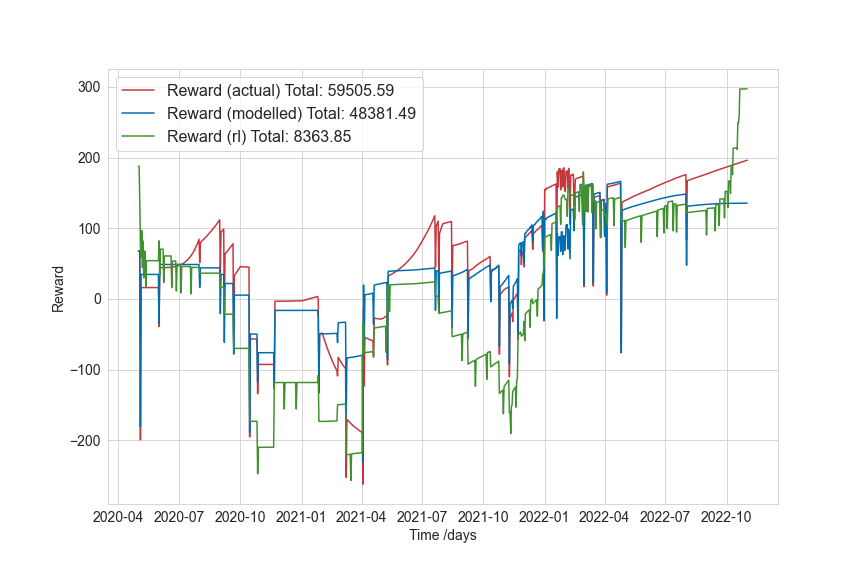 Reward (actual) Total: 59505.59
Reward (modelled) Total: 48381.49
Reward (rl) Total: 8363.85
Reward
300
200
100
0
−100
−200
2020-04 2020-07 2020-10 2021-01 2021-04 2021-07 2021-10 2022-01 2022-04 2022-07 2022-10
Time /days